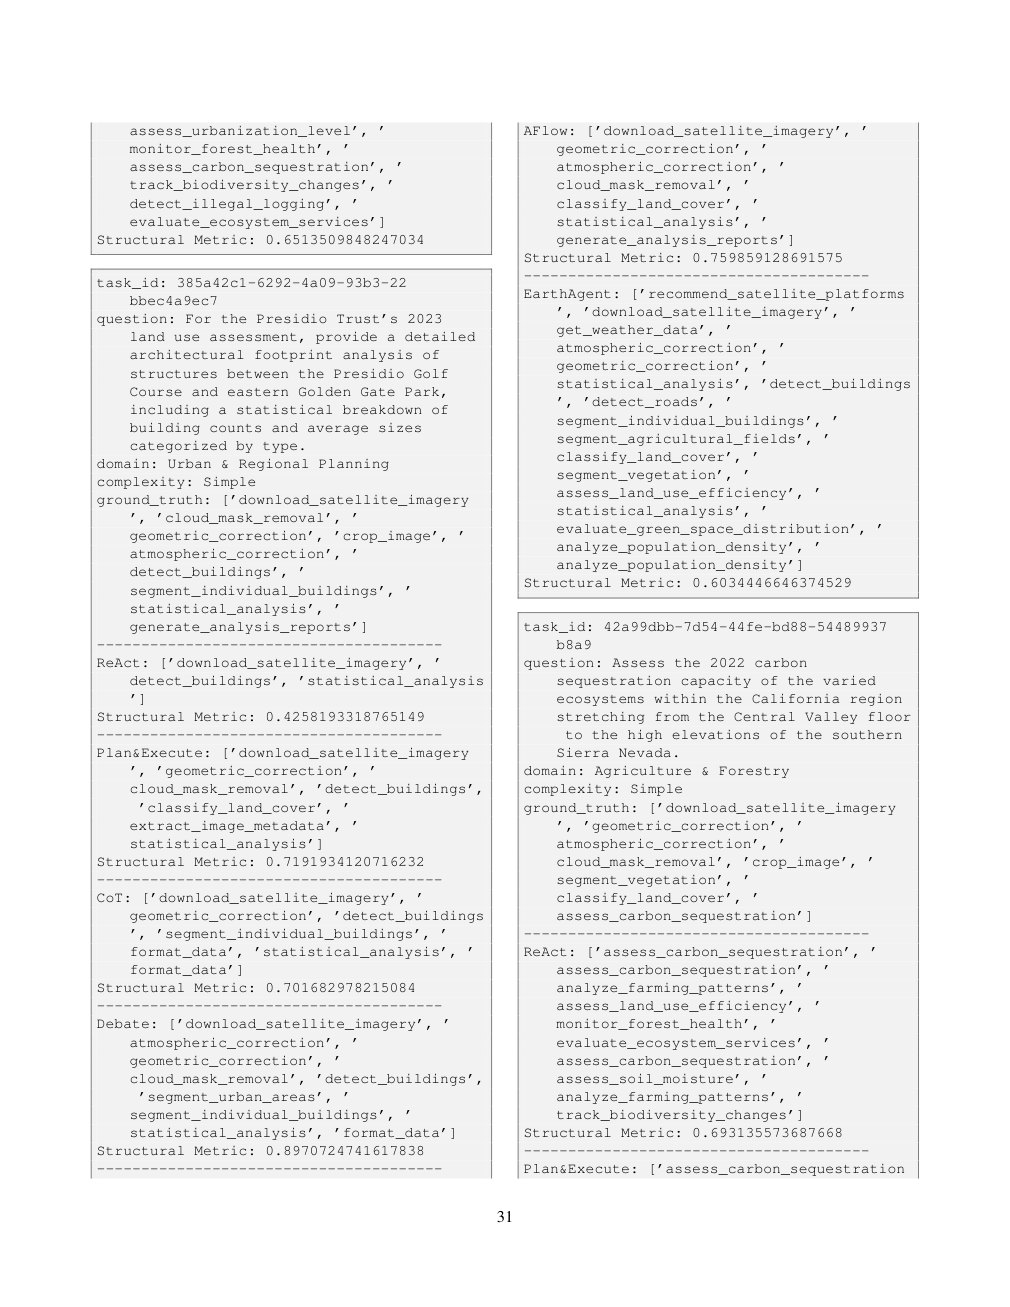 assess_urbanization_level', '
monitor_forest_health', '
assess_carbon_sequestration', '
track_biodiversity_changes', '
detect_illegal_logging', '
evaluate_ecosystem_services']
Structural Metric: 0.6513509848247034
task_id: 385a42c1-6292-4a09-93b3-22
bbec4a9ec7
question: For the Presidio Trust's 2023
land use assessment, provide a detailed
architectural footprint analysis of
structures between the Presidio Golf
Course and eastern Golden Gate Park,
including a statistical breakdown of
building counts and average sizes
categorized by type.
domain: Urban & Regional Planning
complexity: Simple
ground_truth: ['download_satellite_imagery
', 'cloud_mask_removal', '
geometric_correction', 'crop_image', '
atmospheric_correction', '
detect_buildings', '
segment_individual_buildings', '
statistical_analysis', '
generate_analysis_reports']
---------------------------------------
ReAct: ['download_satellite_imagery', '
detect_buildings', 'statistical_analysis
']
Structural Metric: 0.4258193318765149
---------------------------------------
Plan&Execute: ['download_satellite_imagery
', 'geometric_correction', '
cloud_mask_removal', 'detect_buildings',
'classify_land_cover', '
extract_image_metadata', '
statistical_analysis']
Structural Metric: 0.7191934120716232
---------------------------------------
CoT: ['download_satellite_imagery', '
geometric_correction', 'detect_buildings
', 'segment_individual_buildings', '
format_data', 'statistical_analysis', '
format_data']
Structural Metric: 0.701682978215084
---------------------------------------
Debate: ['download_satellite_imagery', '
atmospheric_correction', '
geometric_correction', '
cloud_mask_removal', 'detect_buildings',
'segment_urban_areas', '
segment_individual_buildings', '
statistical_analysis', 'format_data']
Structural Metric: 0.8970724741617838
---------------------------------------
AFlow: ['download_satellite_imagery', '
geometric_correction', '
atmospheric_correction', '
cloud_mask_removal', '
classify_land_cover', '
statistical_analysis', '
generate_analysis_reports']
Structural Metric: 0.759859128691575
---------------------------------------
EarthAgent: ['recommend_satellite_platforms
', 'download_satellite_imagery', '
get_weather_data', '
atmospheric_correction', '
geometric_correction', '
statistical_analysis', 'detect_buildings
', 'detect_roads', '
segment_individual_buildings', '
segment_agricultural_fields', '
classify_land_cover', '
segment_vegetation', '
assess_land_use_efficiency', '
statistical_analysis', '
evaluate_green_space_distribution', '
analyze_population_density', '
analyze_population_density']
Structural Metric: 0.6034446646374529
task_id: 42a99dbb-7d54-44fe-bd88-54489937
b8a9
question: Assess the 2022 carbon
sequestration capacity of the varied
ecosystems within the California region
stretching from the Central Valley floor
to the high elevations of the southern
Sierra Nevada.
domain: Agriculture & Forestry
complexity: Simple
ground_truth: ['download_satellite_imagery
', 'geometric_correction', '
atmospheric_correction', '
cloud_mask_removal', 'crop_image', '
segment_vegetation', '
classify_land_cover', '
assess_carbon_sequestration']
---------------------------------------
ReAct: ['assess_carbon_sequestration', '
assess_carbon_sequestration', '
analyze_farming_patterns', '
assess_land_use_efficiency', '
monitor_forest_health', '
evaluate_ecosystem_services', '
assess_carbon_sequestration', '
assess_soil_moisture', '
analyze_farming_patterns', '
track_biodiversity_changes']
Structural Metric: 0.693135573687668
---------------------------------------
Plan&Execute: ['assess_carbon_sequestration
31